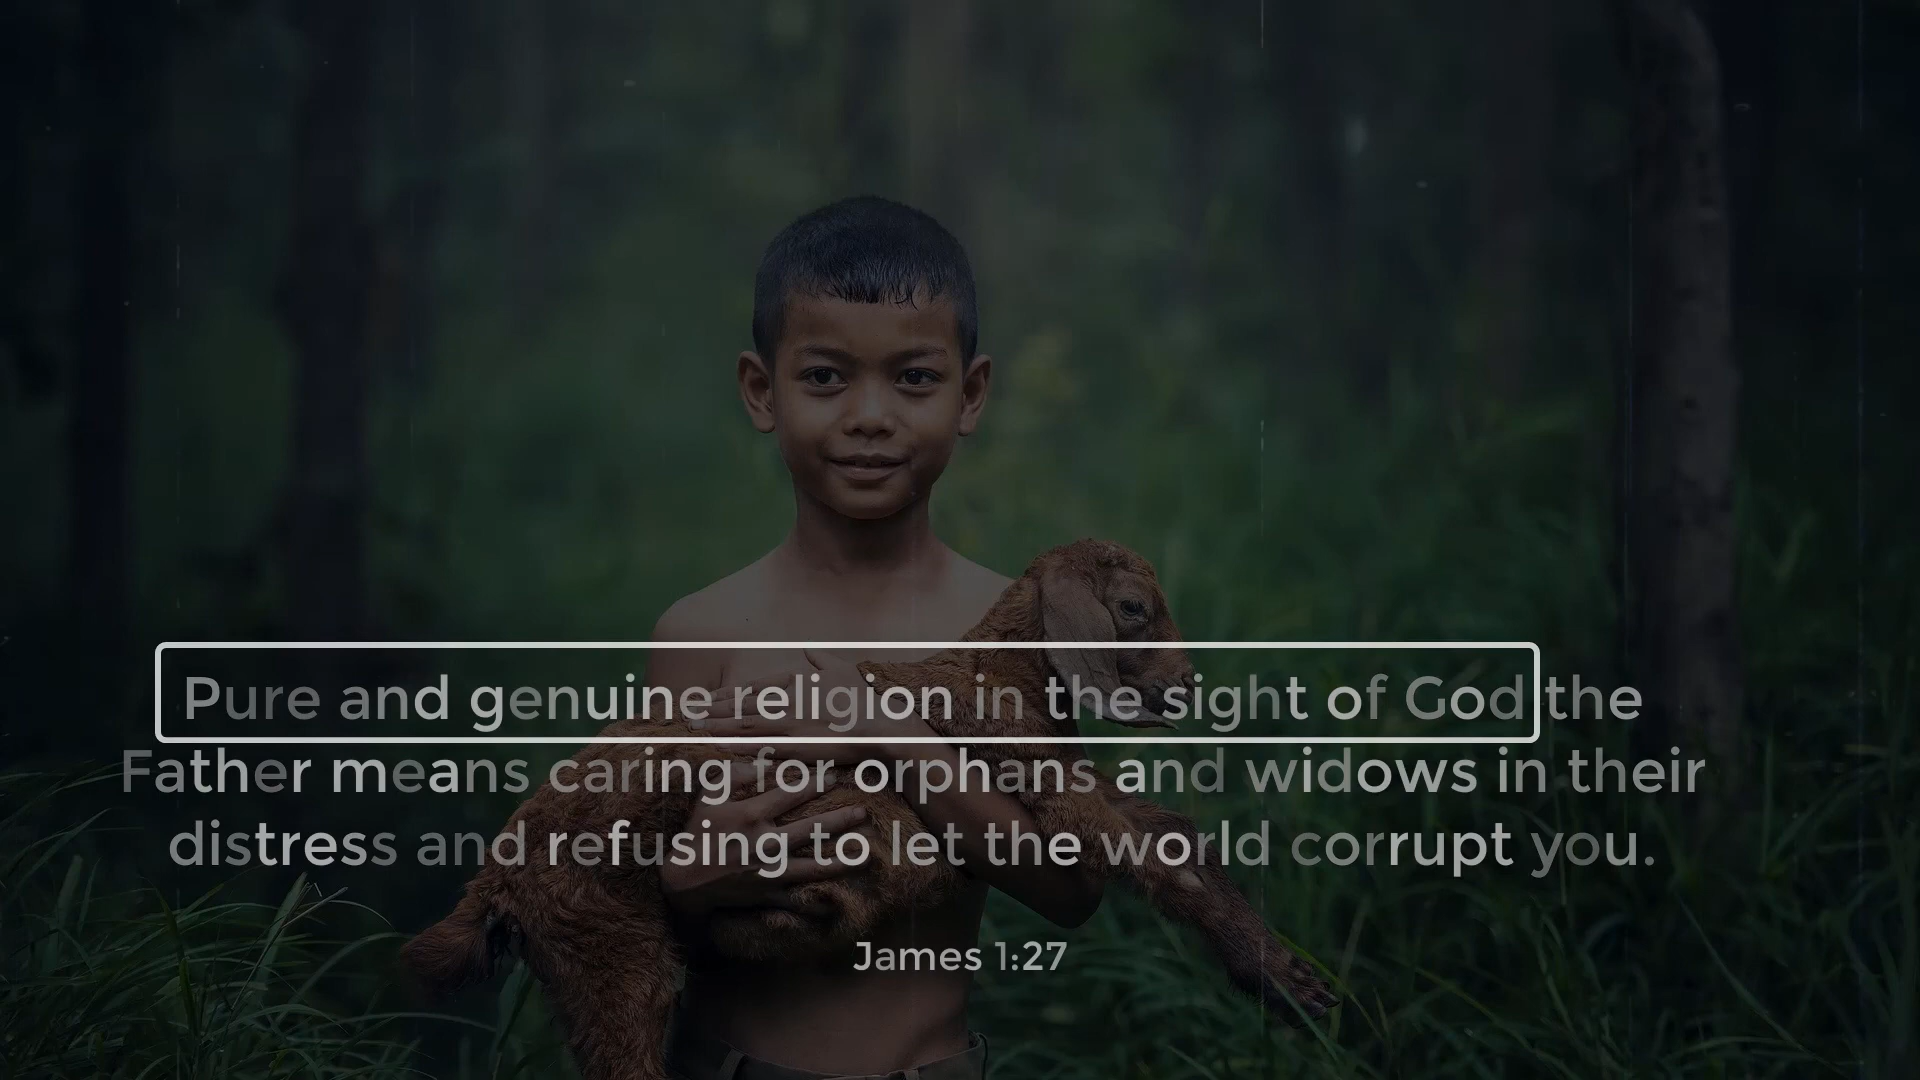 Pure and genuine religion in the sight of God the
Father means caring for orphans and widows in their
distress and refusing to let the world corrupt you.
James 1:27